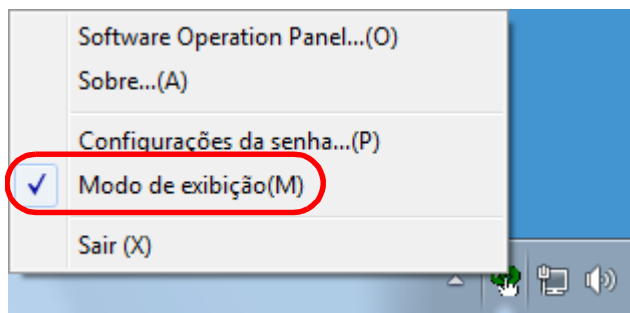 Software Operation Panel...(O)
Sobre...(A)
Configurações da senha...(P)
Modo de exibição(M)
Sair (X)